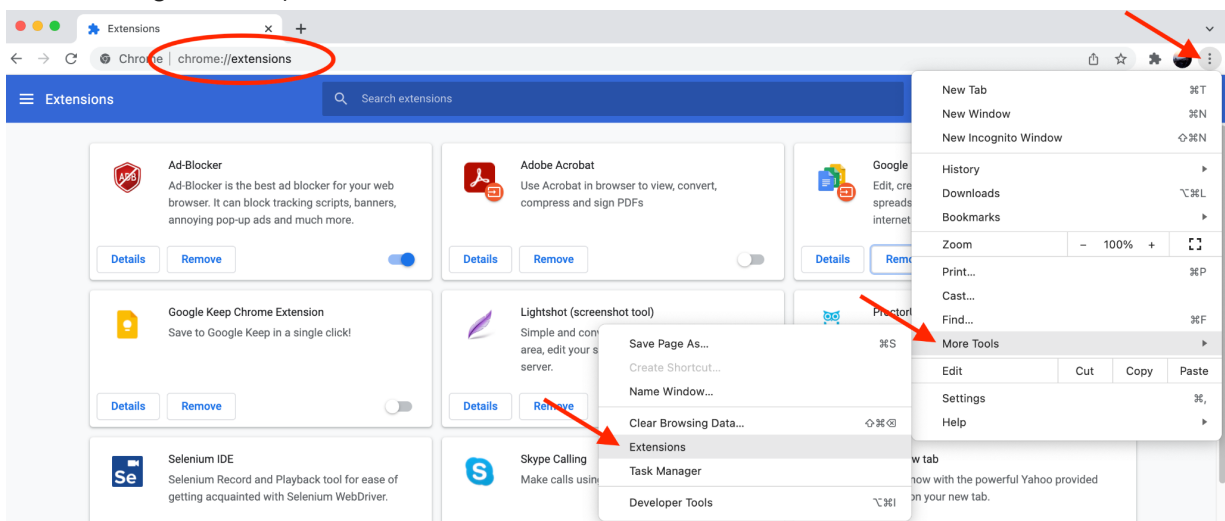 Extensions
Chrome | chrome://extensions
Extensions
Search extensions
Ad-Blocker
Ad-Blocker is the best ad blocker for your web
browser. It can block tracking scripts, banners,
annoying pop-up ads and much more.
Details Remove
ABP
Adobe Acrobat
Use Acrobat in browser to view, convert,
compress and sign PDFs
Details Remove
Google
Edit, cre
spreads
internet
Details Remo
Google Keep Chrome Extension
Save to Google Keep in a single click!
Details Remove
Lightshot (screenshot tool)
Simple and con
area, edit your s
server.
Details Remove
Proctor
Selenium IDE
Selenium Record and Playback tool for ease of
getting acquainted with Selenium WebDriver.
Se
Skype Calling
Make calls usin
S
w tab
now with the powerful Yahoo provided
on your new tab.
New Tab ⌘T
New Window ⌘N
New Incognito Window ⇧⌘N
History
Downloads ⌥⌘L
Bookmarks
Zoom – 100% +
Print... ⌘P
Cast...
Find... ⌘F
More Tools
Edit Cut Copy Paste
Settings ⌘,
Help
Save Page As... ⌘S
Create Shortcut...
Name Window...
Clear Browsing Data... ⇧⌘⌫
Extensions
Task Manager
Developer Tools ⌥⌘I